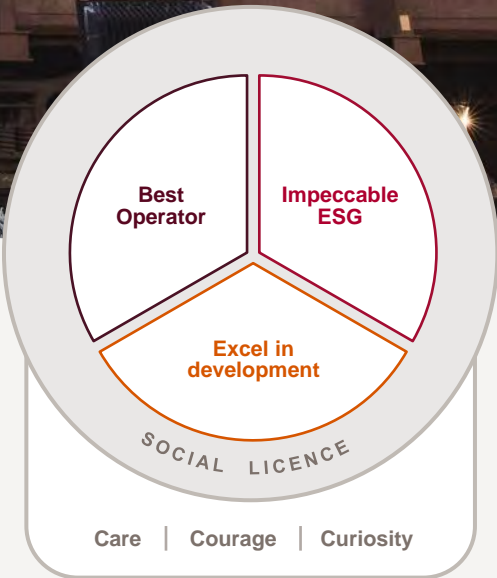 Best
Operator
Impeccable
ESG
Excel in
development
SOCIAL LICENCE
Care | Courage | Curiosity